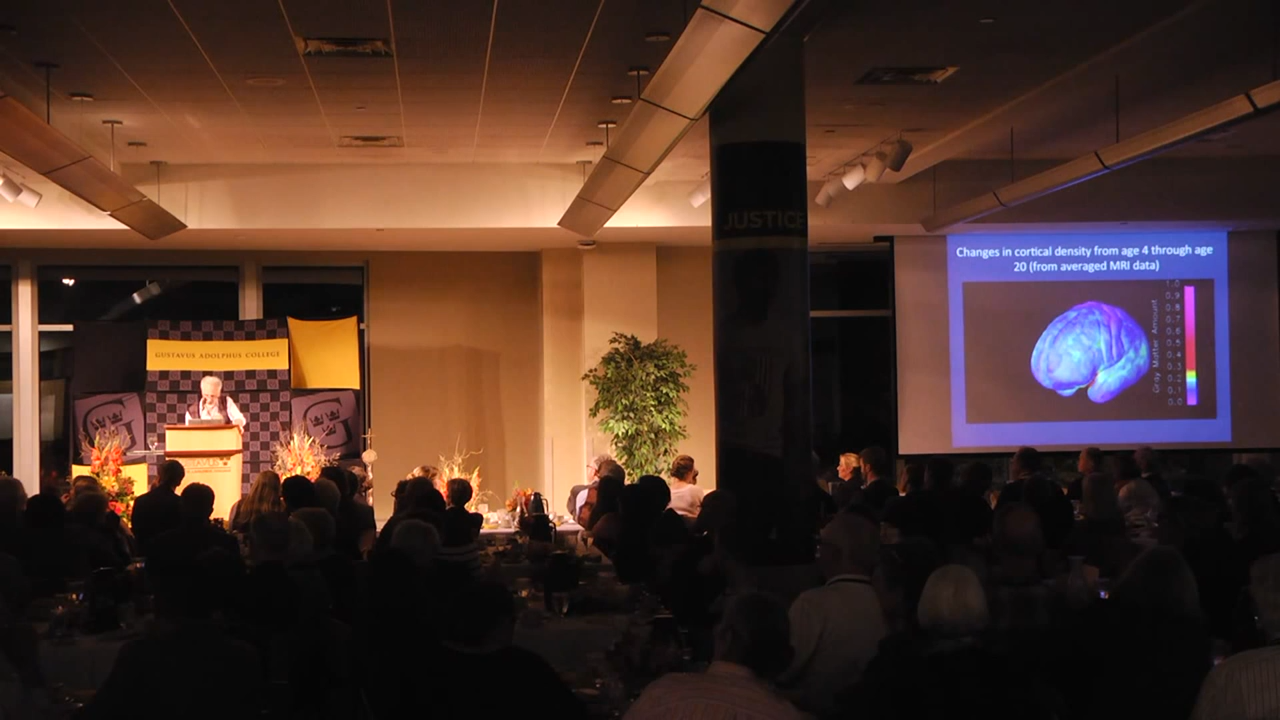 JUSTICE
GUSTAVUS ADOLPHUS COLLEGE
G
G
GUSTAVUS
Changes in cortical density from age 4 through age
20 (from averaged MRI data)
Gray Matter Amount
1.0
0.9
0.8
0.7
0.6
0.5
0.4
0.3
0.2
0.1
0.0